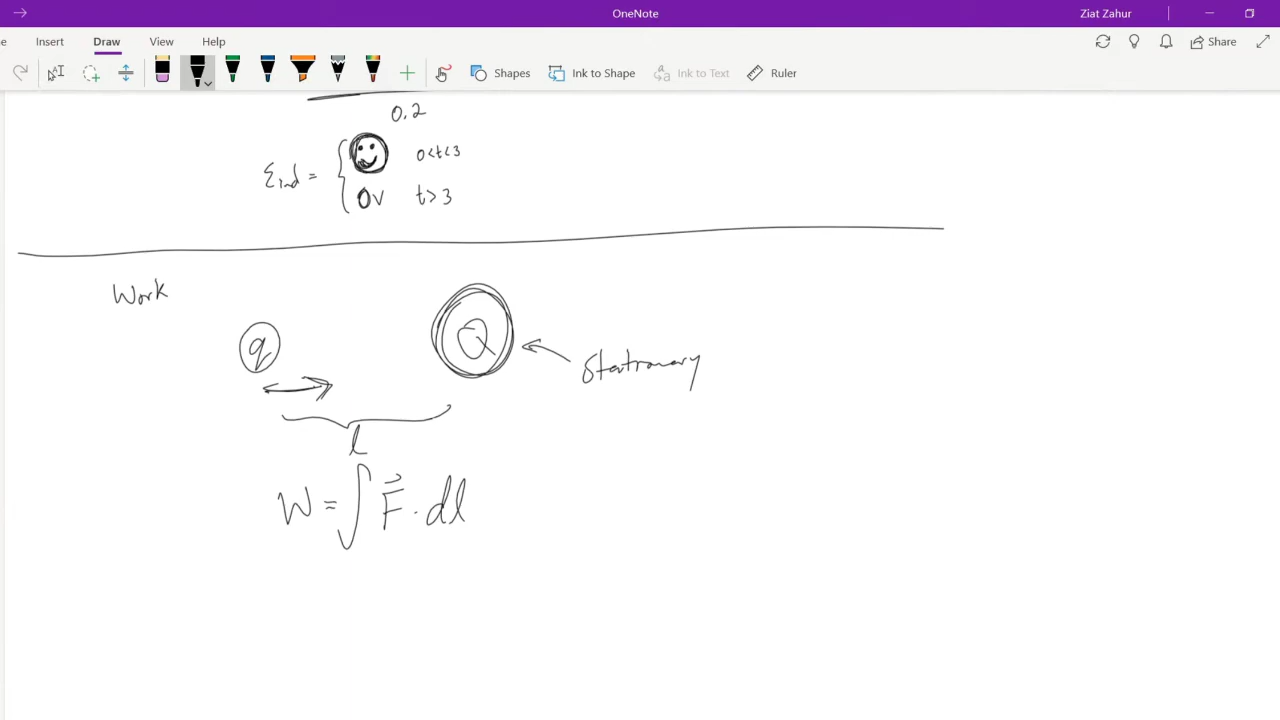 OneNote
Ziat Zahur
Insert Draw View Help
Share
Shapes Ink to Shape Ink to Text Ruler
0.2
Ɛind = { 0<t<3
0V t>3
Work
q Q
Stationary
l
W = ∫ F⃗ · dl